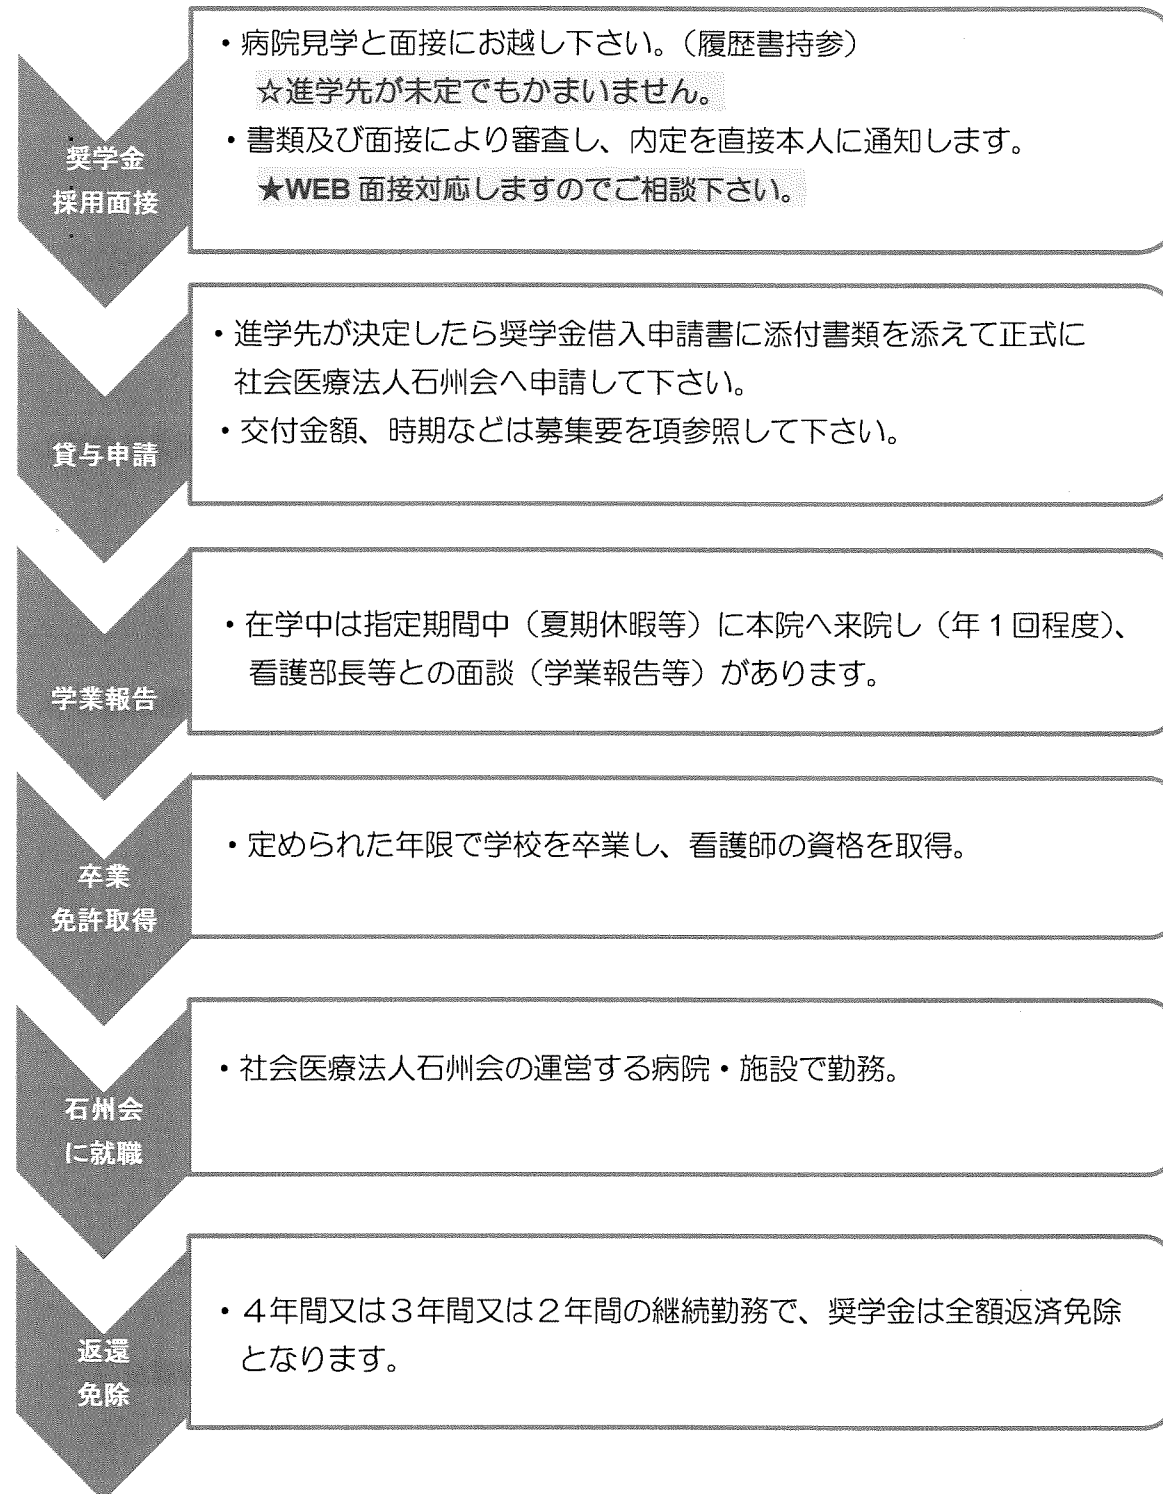 奨学金
採用面接
・病院見学と面接にお越し下さい。（履歴書持参）
☆進学先が未定でもかまいません。
・書類及び面接により審査し、内定を直接本人に通知します。
★WEB 面接対応しますのでご相談下さい。
貸与申請
・進学先が決定したら奨学金借入申請書に添付書類を添えて正式に
社会医療法人石州会へ申請して下さい。
・交付金額、時期などは募集要を項参照して下さい。
学業報告
・在学中は指定期間中（夏期休暇等）に本院へ来院し（年１回程度）、
看護部長等との面談（学業報告等）があります。
卒業
免許取得
・定められた年限で学校を卒業し、看護師の資格を取得。
石州会
に就職
・社会医療法人石州会の運営する病院・施設で勤務。
返還
免除
・４年間又は３年間又は２年間の継続勤務で、奨学金は全額返済免除
となります。